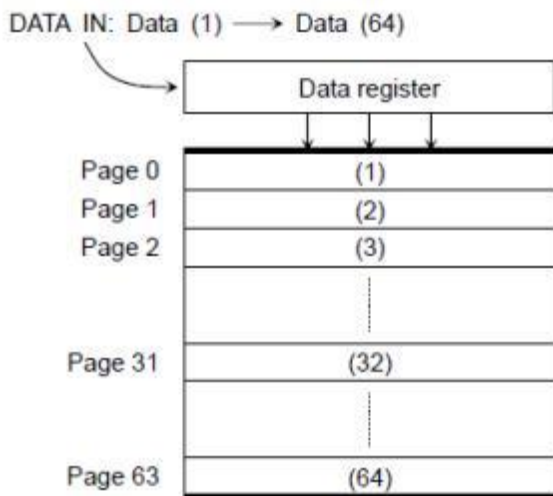 DATA IN: Data (1) ⟶ Data (64)
Data register
Page 0 (1)
Page 1 (2)
Page 2 (3)
Page 31 (32)
Page 63 (64)